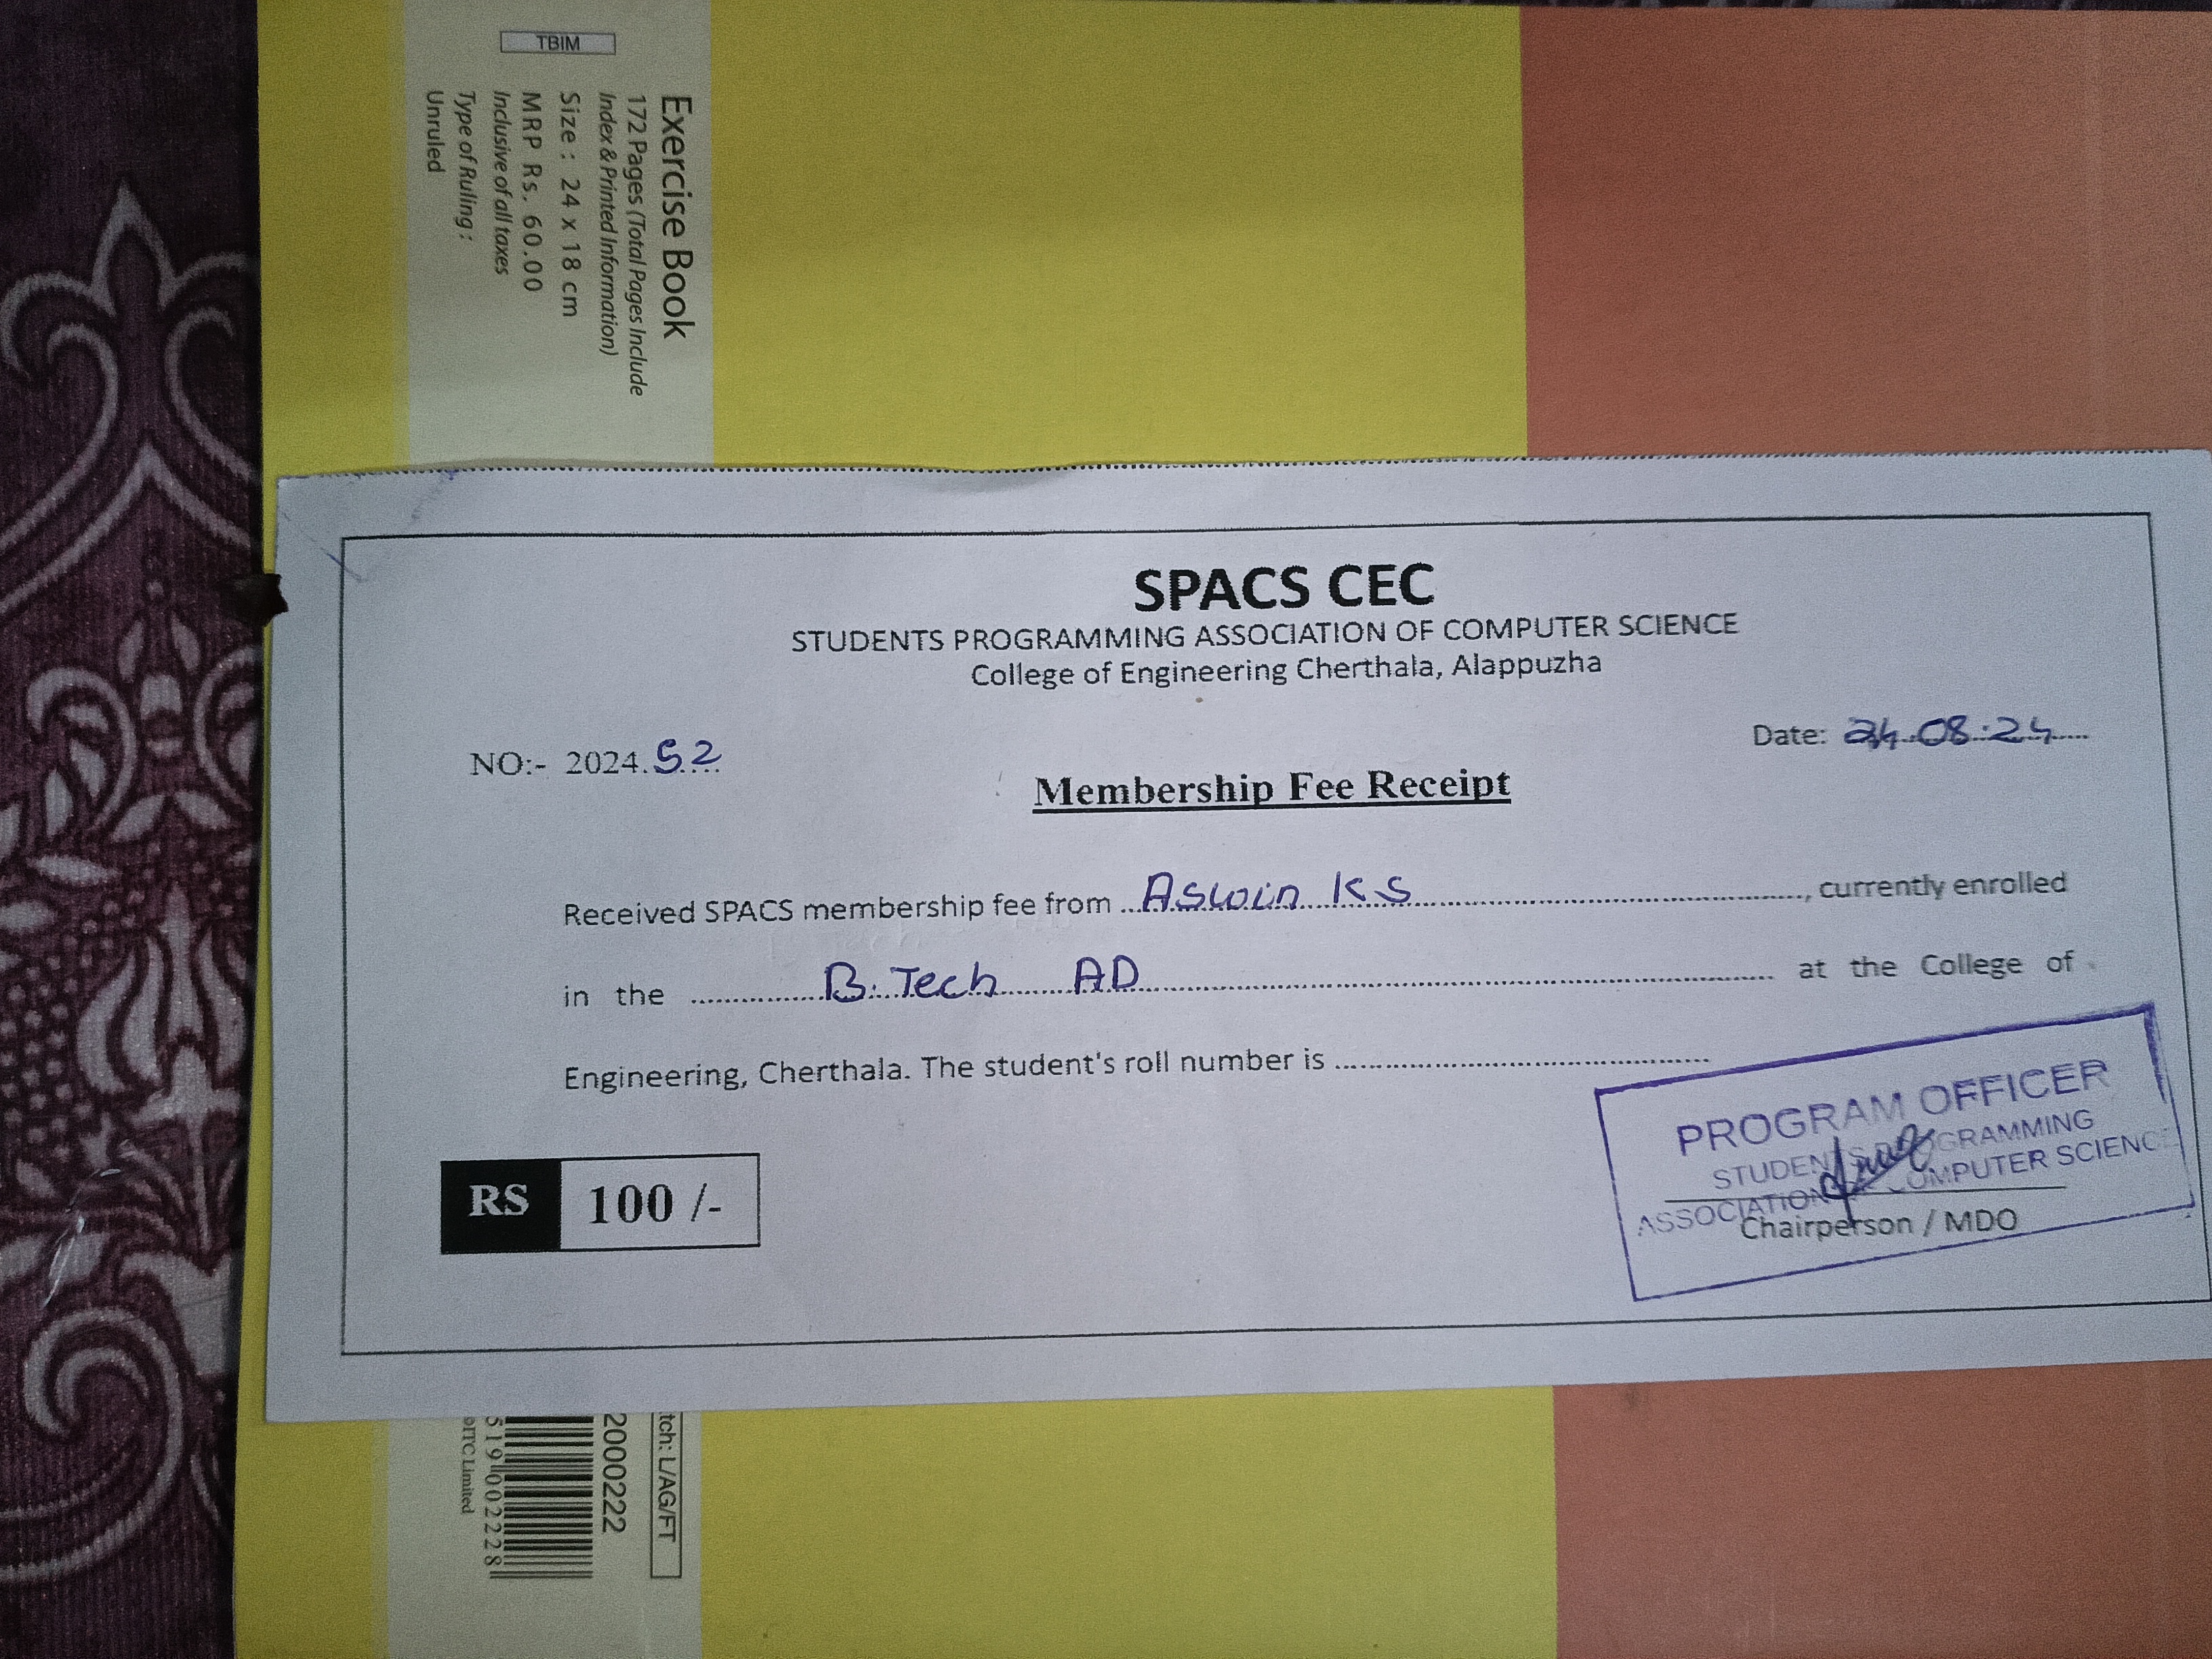 TBIM
Exercise Book
172 Pages (Total Pages Include
Index & Printed Information)
Size : 24 x 18 cm
MRP Rs. 60.00
Inclusive of all taxes
Type of Ruling :
Unruled
SPACS CEC
STUDENTS PROGRAMMING ASSOCIATION OF COMPUTER SCIENCE
College of Engineering Cherthala, Alappuzha
NO:- 2024.52
Date: 24.08.24
Membership Fee Receipt
Received SPACS membership fee from Aswin K S, currently enrolled
in the B.Tech AD at the College of
Engineering, Cherthala. The student's roll number is
RS 100 /-
PROGRAM OFFICER
STUDENTS PROGRAMMING
ASSOCIATION OF COMPUTER SCIENCE
Chairperson / MDO
tch: L/AG/FT
2000222
519 002228
ITC Limited